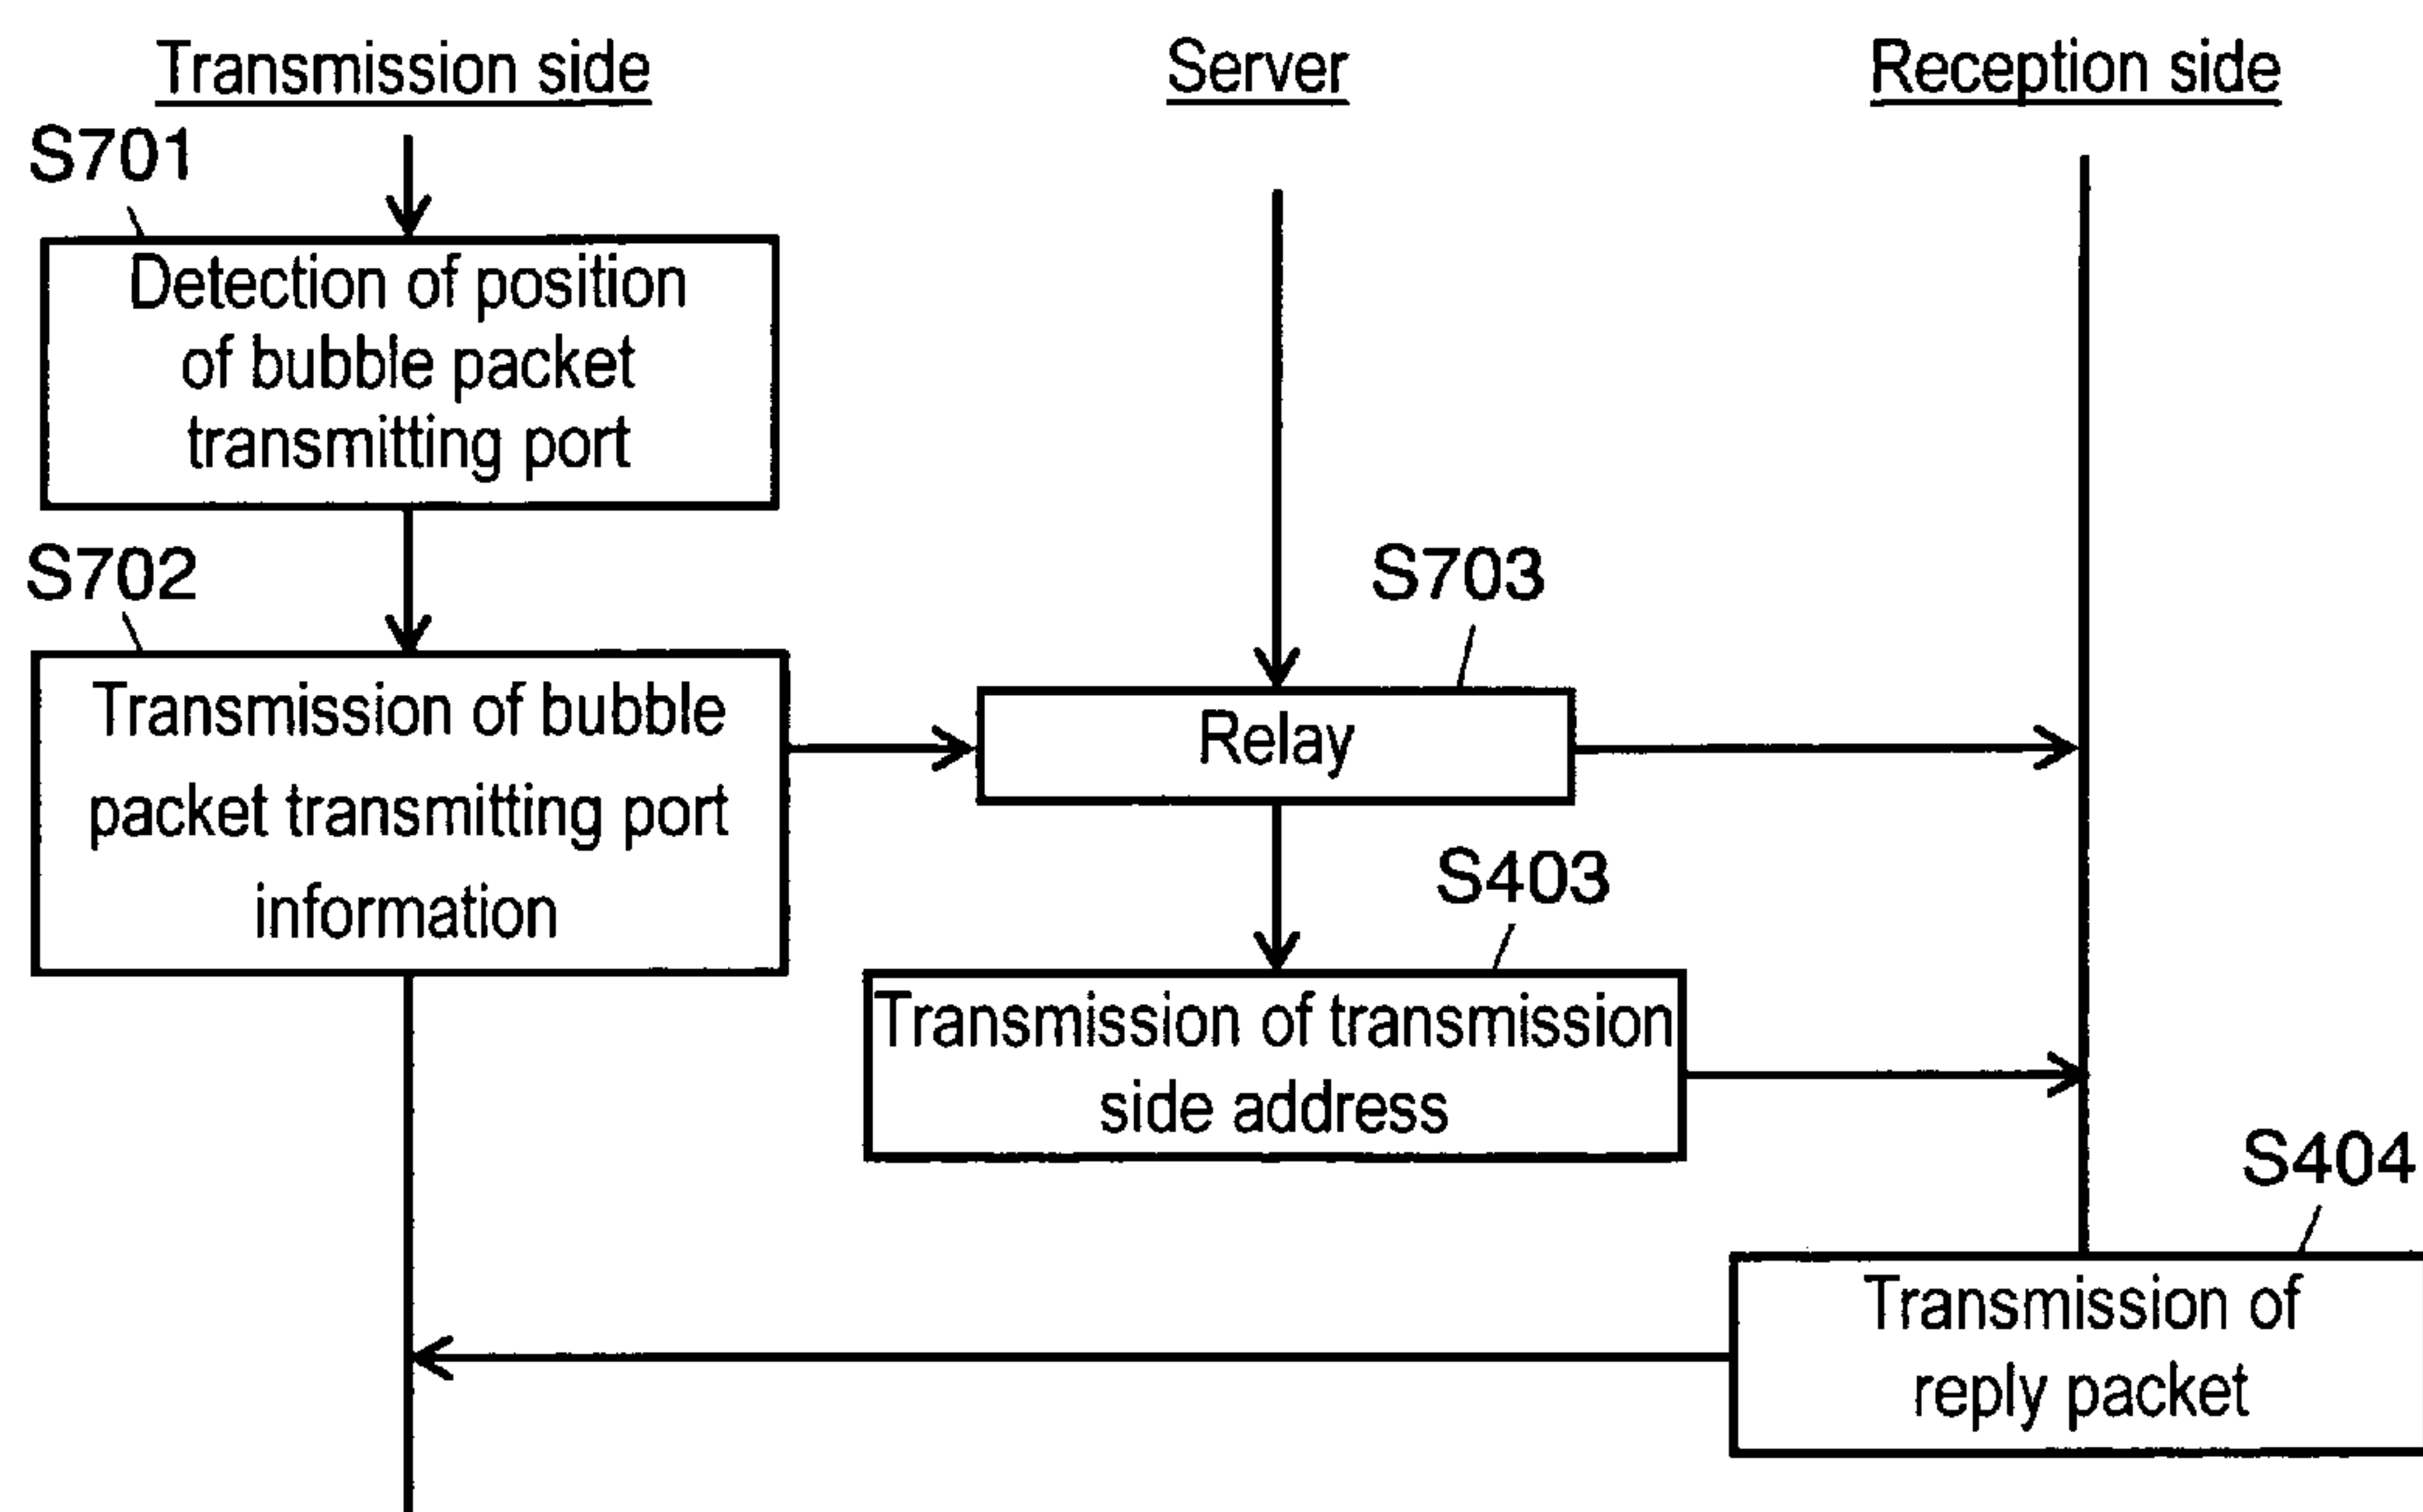 Transmission side
Server
Reception side
S701
Detection of position
of bubble packet
transmitting port
S702
Transmission of bubble
packet transmitting port
information
S703
Relay
S403
Transmission of transmission
side address
S404
Transmission of
reply packet